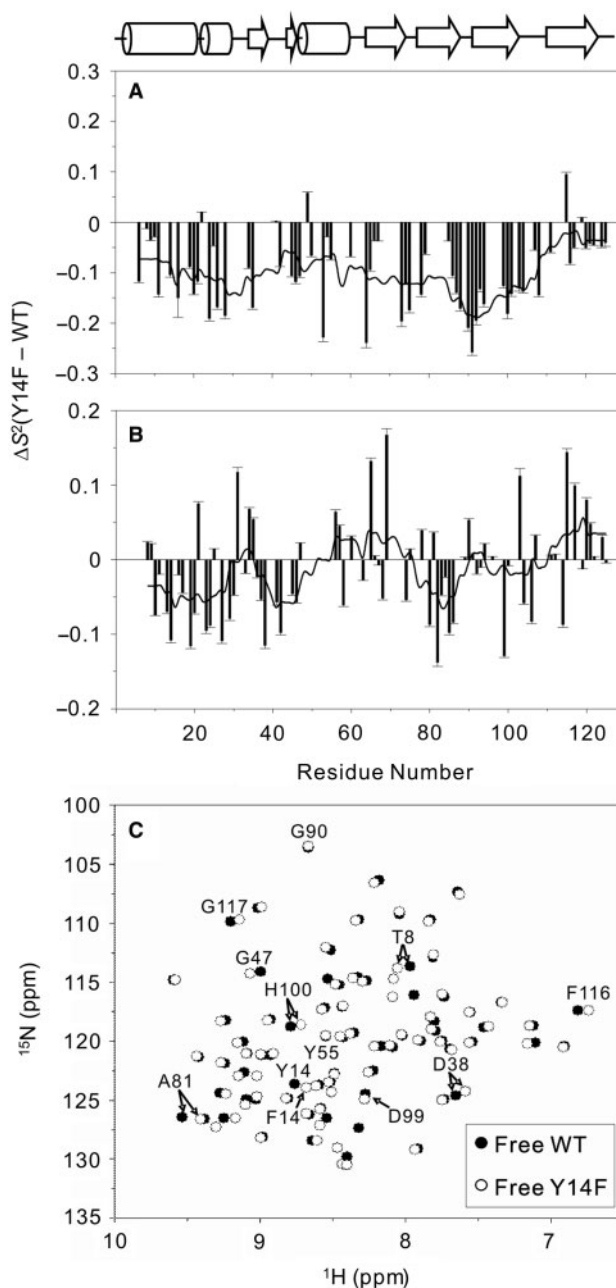 A
0.3
0.2
0.1
0
−0.1
−0.2
−0.3
ΔS²(Y14F – WT)
B
0.2
0.1
0
−0.1
−0.2
20 40 60 80 100 120
Residue Number
C
100
105
110
115
120
125
130
135
¹⁵N (ppm)
G90
G117
G47
T8
H100
F116
Y55
Y14
F14
A81
D38
D99
Free WT
Free Y14F
10 9 8 7
¹H (ppm)